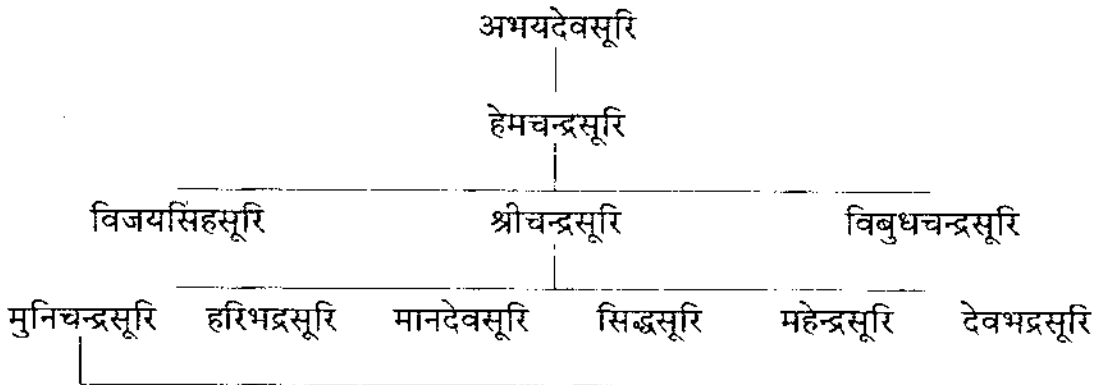 अभयदेवसूरि
हेमचन्द्रसूरि
विजयसिंहसूरि श्रीचन्द्रसूरि विबुधचन्द्रसूरि
मुनिचन्द्रसूरि हरिभद्रसूरि मानदेवसूरि सिद्धसूरि महेन्द्रसूरि देवभद्रसूरि